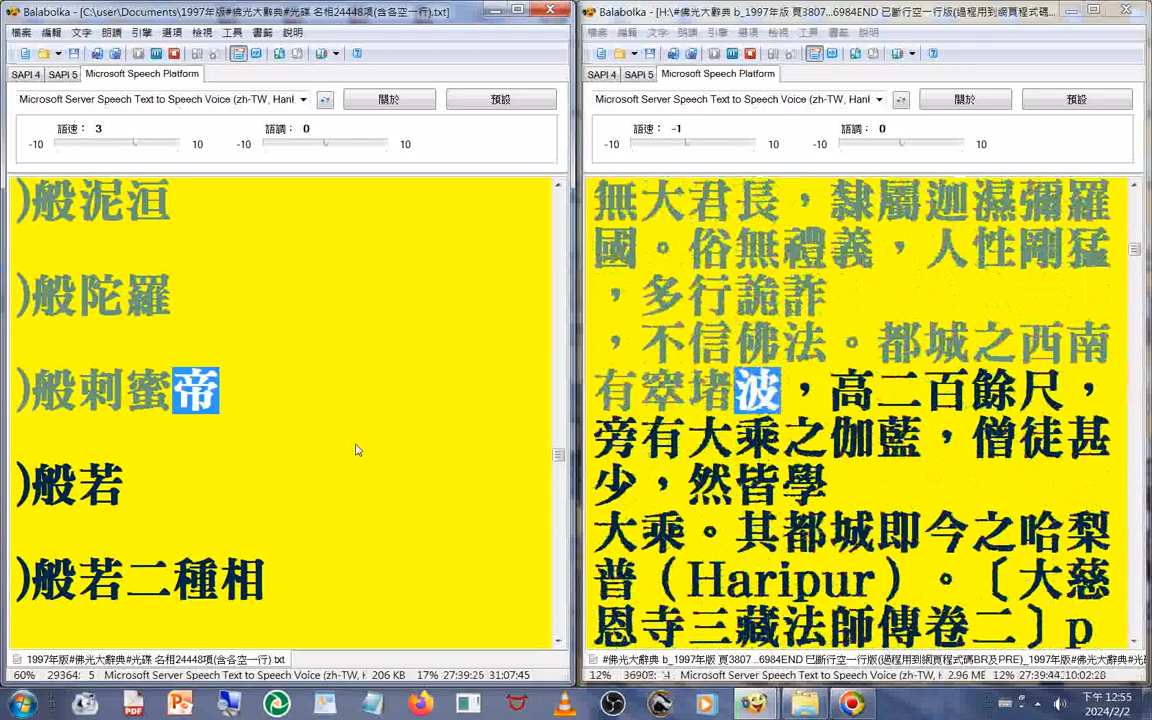 Balabolka - [C:\user\Documents\1997年版#佛光大辭典#光碟 名相24448項(含各空一行).txt]
檔案 編輯 文字 朗讀 引擎 選項 檢視 工具 書籤 說明
SAPI 4 SAPI 5 Microsoft Speech Platform
Microsoft Server Speech Text to Speech Voice (zh-TW, Hanl
關於 預設
語速： 3 語調： 0
-10 10 -10 10
)般泥洹
)般陀羅
)般刺蜜帝
)般若
)般若二種相
1997年版#佛光大辭典#光碟 名相24448項(含各空一行).txt
60% 29364: 5 Microsoft Server Speech Text to Speech Voice (zh-TW, H 206 KB 17% 27:39:25 31:07:45
Balabolka - [H:\#佛光大辭典 b_1997年版 頁3807...6984END 已斷行空一行版(過程用到網頁程式碼
檔案 編輯 文字 朗讀 引擎 選項 檢視 工具 書籤 說明
SAPI 4 SAPI 5 Microsoft Speech Platform
Microsoft Server Speech Text to Speech Voice (zh-TW, Hanl
關於 預設
語速： -1 語調： 0
-10 10 -10 10
無大君長，隸屬迦濕彌羅
國。俗無禮義，人性剛猛
，多行詭詐
，不信佛法。都城之西南
有窣堵波，高二百餘尺，
旁有大乘之伽藍，僧徒甚
少，然皆學
大乘。其都城即今之哈梨
普（Haripur）。〔大慈
恩寺三藏法師傳卷二〕p
#佛光大辭典 b_1997年版 頁3807...6984END 已斷行空一行版(過程用到網頁程式碼BR及PRE)_1997年版#佛光
12% Microsoft Server Speech Text to Speech Voice (zh-TW, H 2.96 ME 12% 27:39:44
下午 12:55
2024/2/2